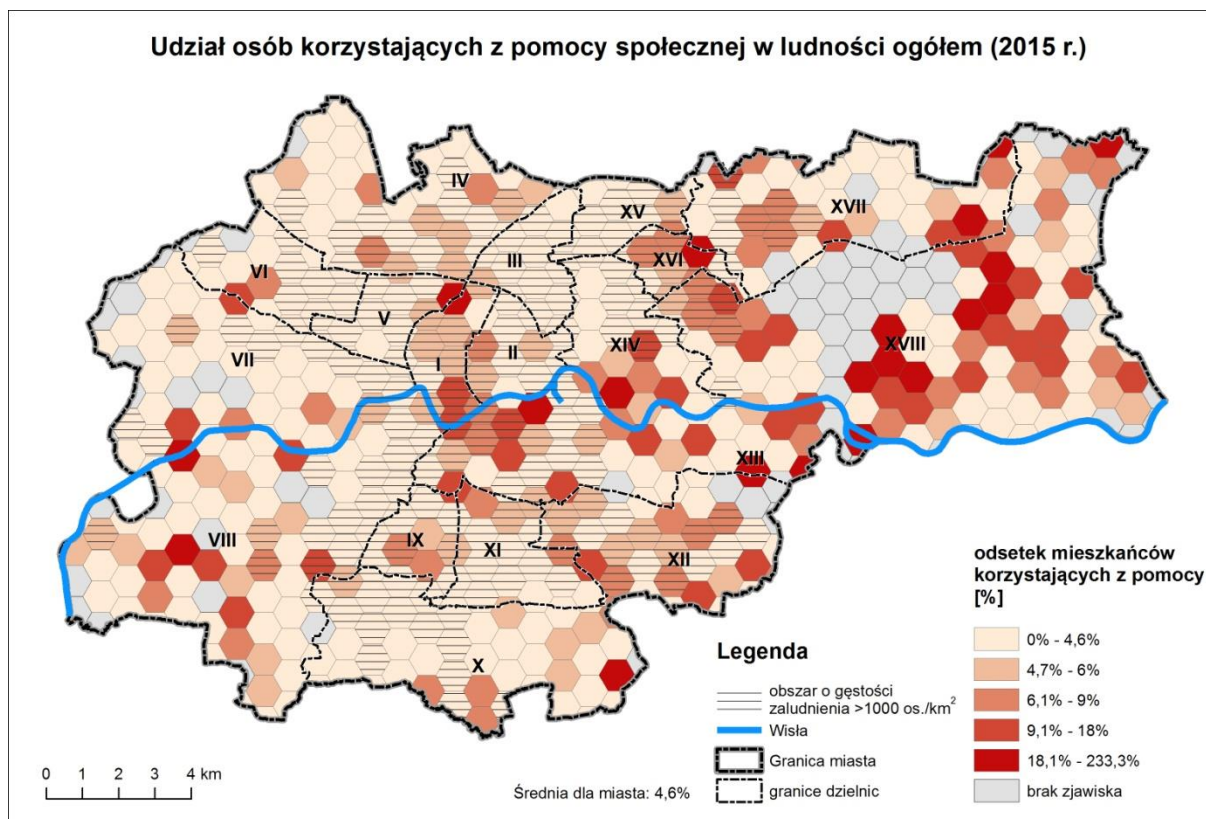 Udział osób korzystających z pomocy społecznej w ludności ogółem (2015 r.)
IV
XV
XVII
III
XVI
VI
V
VII
I
II
XIV
XVIII
XIII
VIII
IX
XI
XII
X
odsetek mieszkańców
korzystających z pomocy
[%]
0% - 4,6%
4,7% - 6%
6,1% - 9%
9,1% - 18%
18,1% - 233,3%
brak zjawiska
Legenda
obszar o gęstości
zaludnienia >1000 os./km²
Wisła
Granica miasta
granice dzielnic
Średnia dla miasta: 4,6%
0 1 2 3 4 km